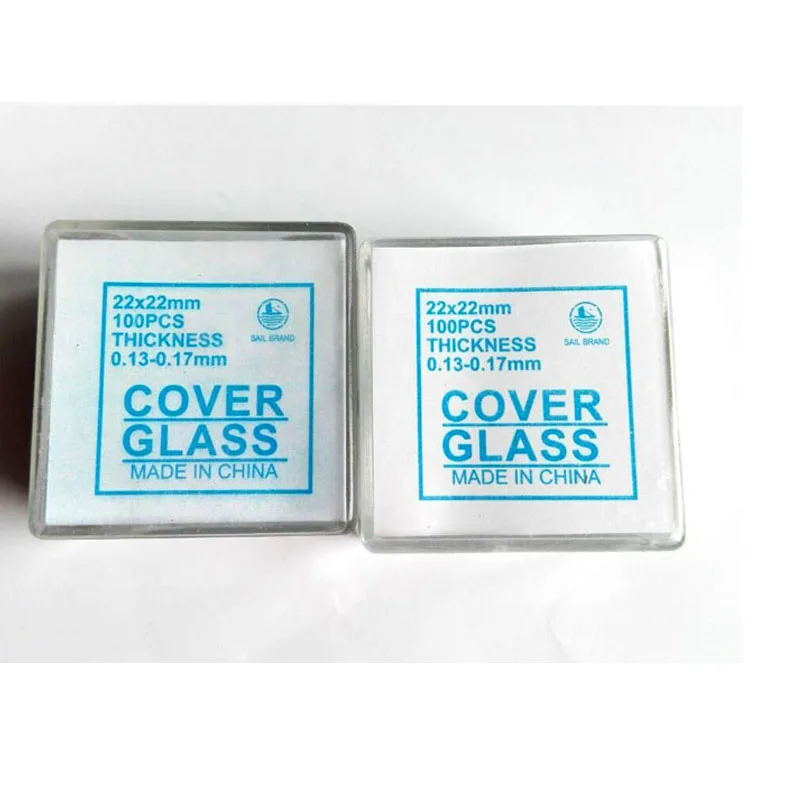 22x22mm
100PCS
THICKNESS
0.13-0.17mm
SAIL BRAND
COVER
GLASS
MADE IN CHINA
22x22mm
100PCS
THICKNESS
0.13-0.17mm
SAIL BRAND
COVER
GLASS
MADE IN CHINA